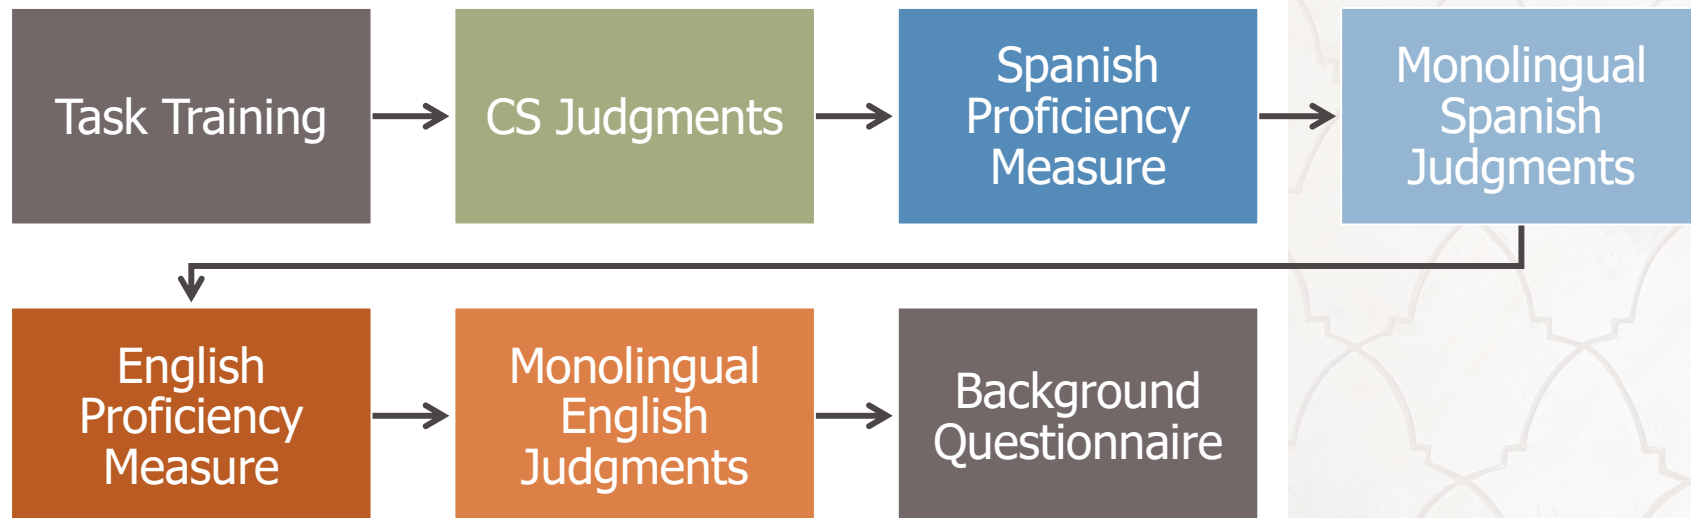 Task Training
CS Judgments
Spanish
Proficiency
Measure
Monolingual
Spanish
Judgments
English
Proficiency
Measure
Monolingual
English
Judgments
Background
Questionnaire